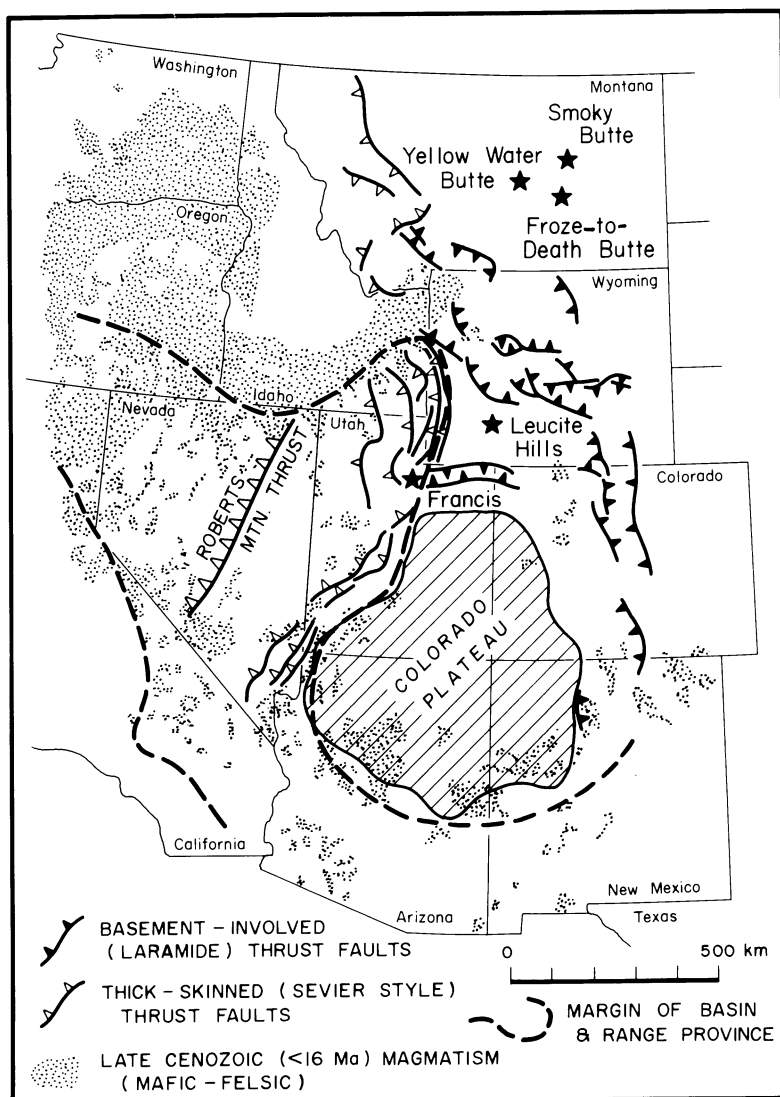 Washington
Montana
Smoky
Butte
Yellow Water
Butte
Oregon
Froze-to-
Death Butte
Wyoming
Idaho
Nevada
Utah
Leucite
Hills
ROBERTS
MTN. THRUST
Colorado
Francis
COLORADO
PLATEAU
California
New Mexico
Arizona
Texas
BASEMENT-INVOLVED
(LARAMIDE) THRUST FAULTS
0 500 km
THICK-SKINNED (SEVIER STYLE)
THRUST FAULTS
MARGIN OF BASIN
& RANGE PROVINCE
LATE CENOZOIC (<16 Ma) MAGMATISM
(MAFIC-FELSIC)